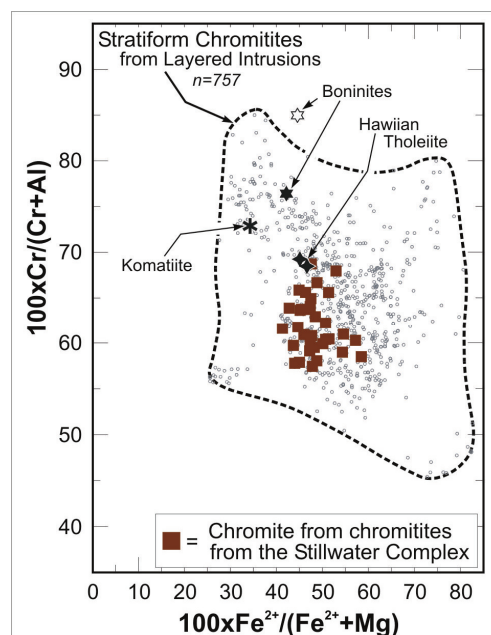 Stratiform Chromitites
from Layered Intrusions
n=757
Boninites
Hawiian
Tholeiite
Komatiite
100xCr/(Cr+Al)
90
80
70
60
50
40
= Chromite from chromitites
from the Stillwater Complex
0 10 20 30 40 50 60 70 80
100xFe²⁺/(Fe²⁺+Mg)